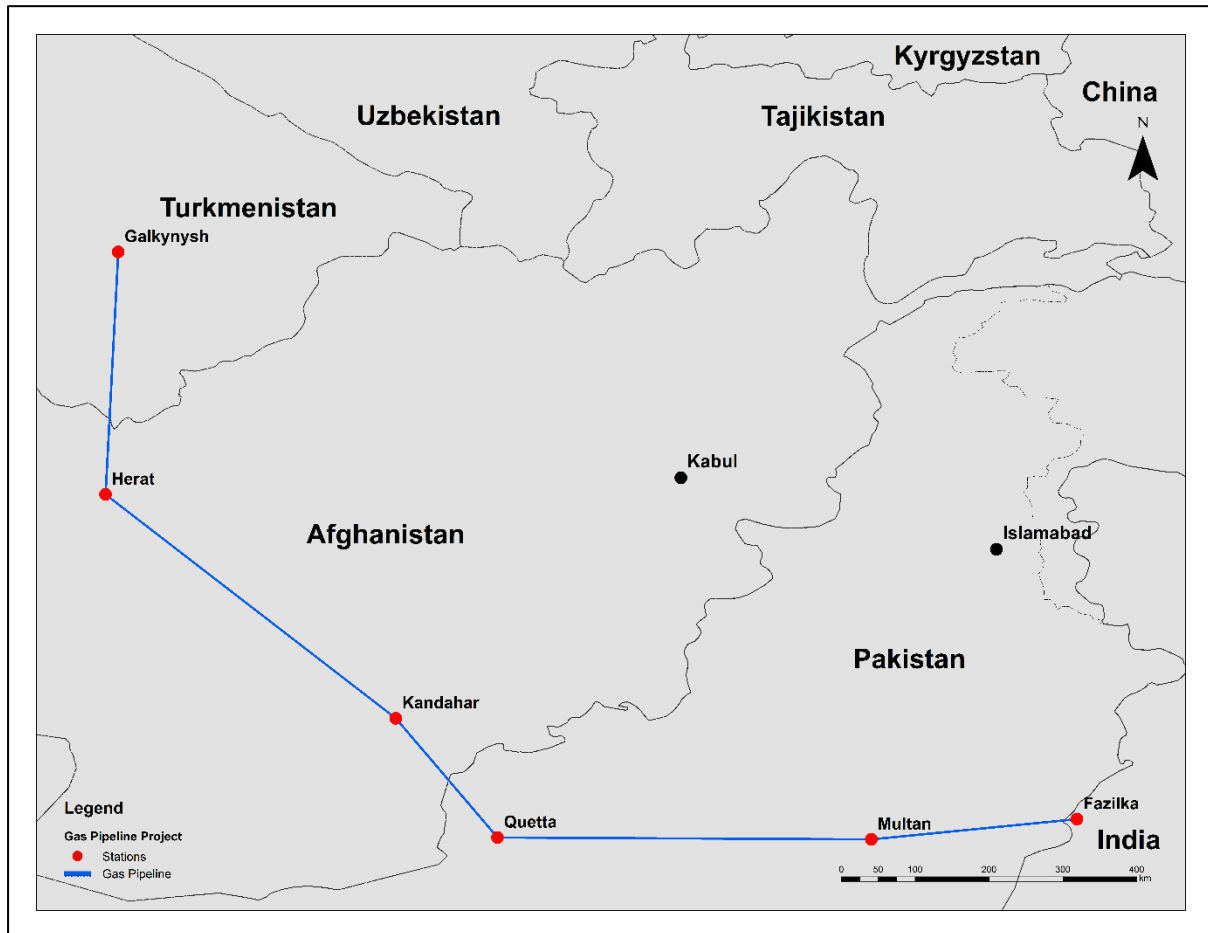 Kyrgyzstan
China
Uzbekistan
Tajikistan
N
Turkmenistan
Galkynysh
Kabul
Herat
Afghanistan
Islamabad
Pakistan
Kandahar
Legend
Gas Pipeline Project
Stations
Gas Pipeline
Quetta
Multan
Fazilka
India
0 50 100 200 300 400
km